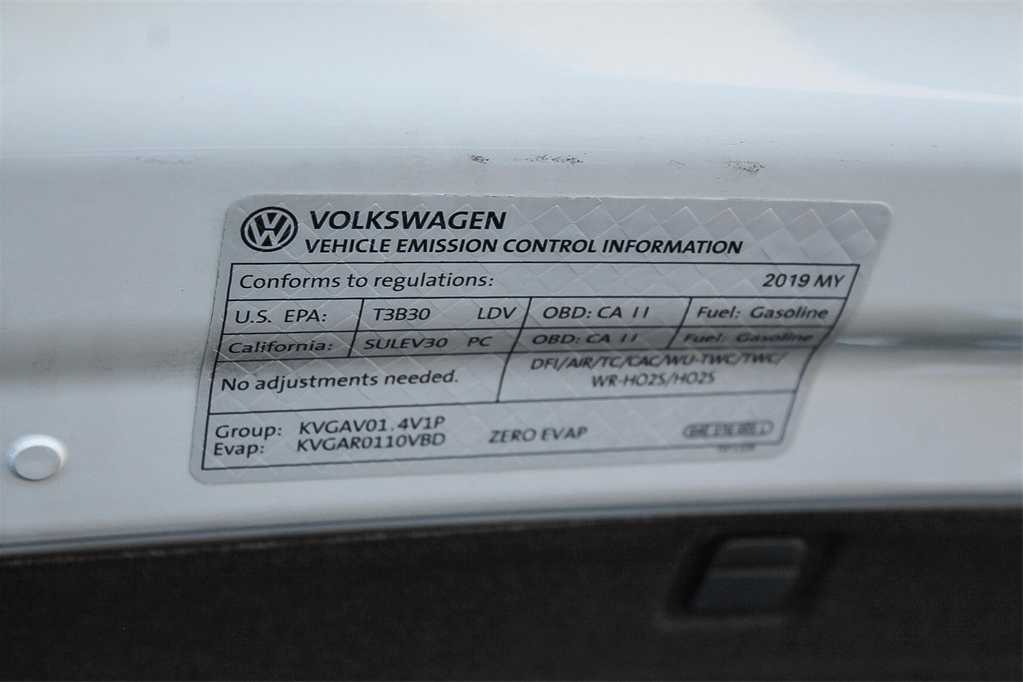 VW
VOLKSWAGEN
VEHICLE EMISSION CONTROL INFORMATION
Conforms to regulations: 2019 MY
U.S. EPA: T3B30 LDV OBD: CA II Fuel: Gasoline
California: SULEV30 PC OBD: CA II Fuel: Gasoline
No adjustments needed. DFI/AIR/TC/CAC/WU-TWC/TWC/
WR-HO2S/HO2S
Group: KVGAV01.4V1P
Evap: KVGAR0110VBD ZERO EVAP